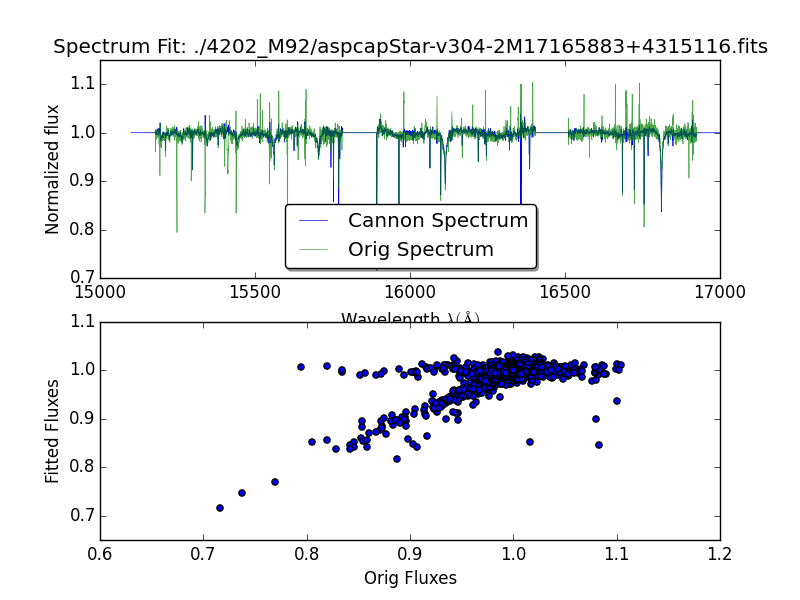 Spectrum Fit: ./4202_M92/aspcapStar-v304-2M17165883+4315116.fits
1.1
1.0
0.9
0.8
0.7
Normalized flux
Cannon Spectrum
Orig Spectrum
15000 15500 16000 16500 17000
Wavelength λ(Å)
1.1
1.0
0.9
0.8
0.7
Fitted Fluxes
0.6 0.7 0.8 0.9 1.0 1.1 1.2
Orig Fluxes